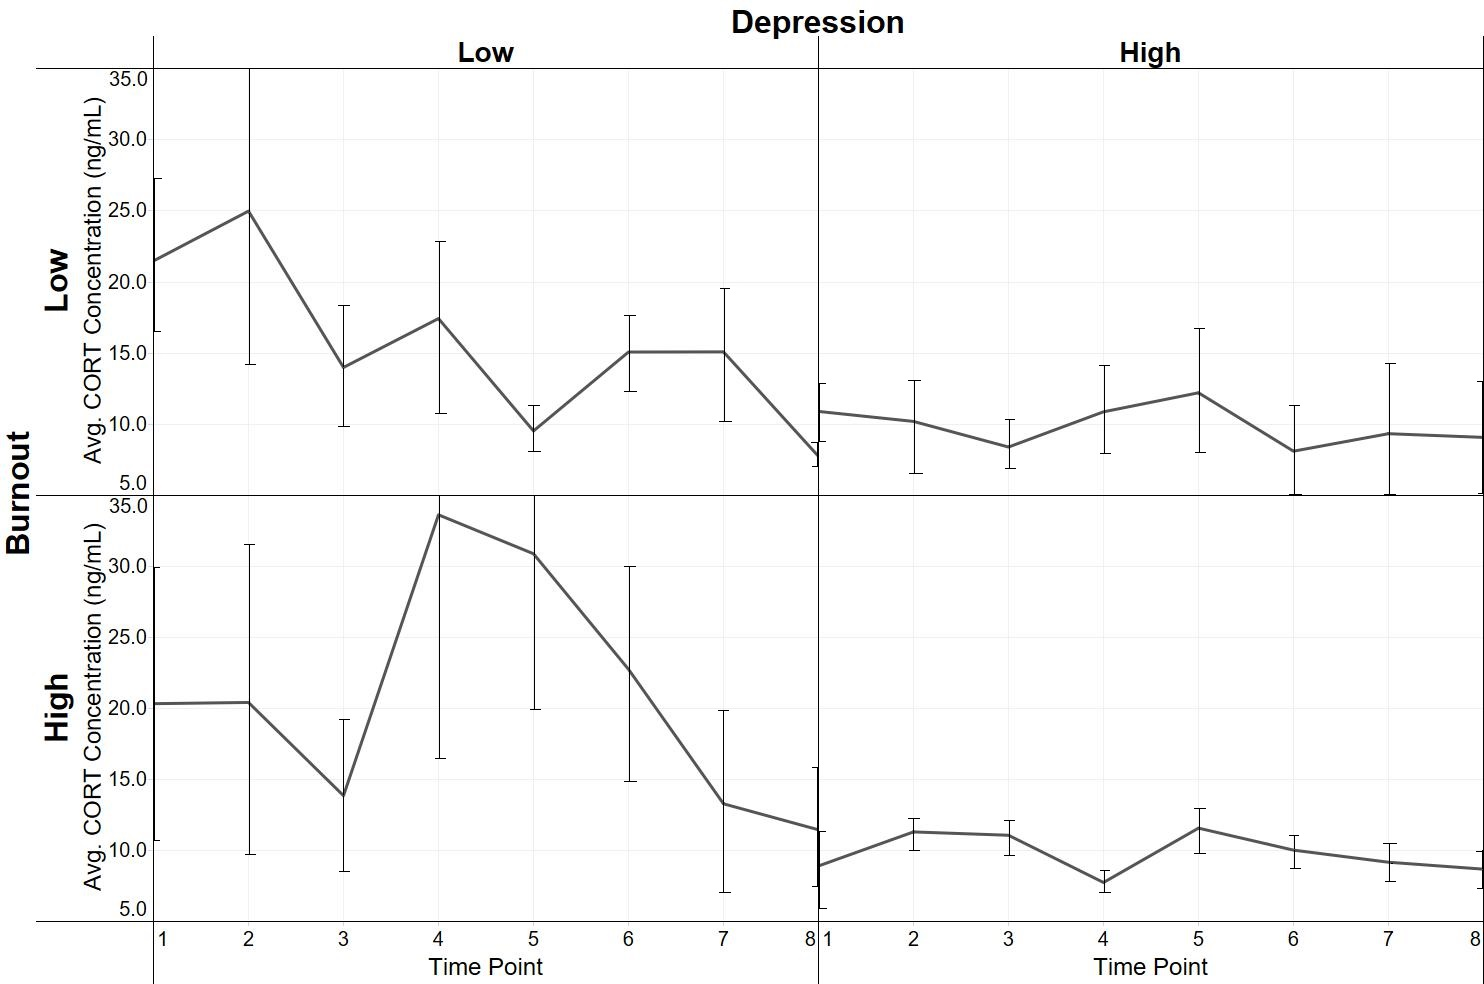 Depression
Low High
Burnout
Low
Avg. CORT Concentration (ng/mL)
35.0
30.0
25.0
20.0
15.0
10.0
5.0
High
Avg. CORT Concentration (ng/mL)
35.0
30.0
25.0
20.0
15.0
10.0
5.0
1 2 3 4 5 6 7 8 1 2 3 4 5 6 7 8
Time Point Time Point